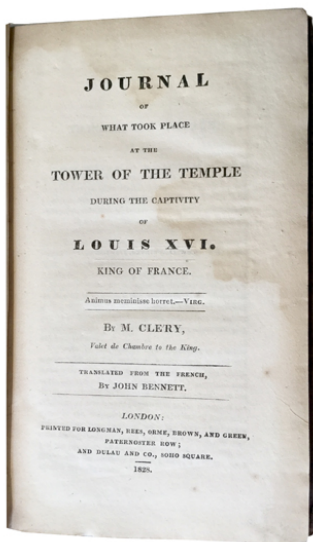 JOURNAL
OF
WHAT TOOK PLACE
AT THE
TOWER OF THE TEMPLE
DURING THE CAPTIVITY
OF
LOUIS XVI.
KING OF FRANCE.
Animus meminisse horret.—VIRG.
BY M. CLERY,
Valet de Chambre to the King.
TRANSLATED FROM THE FRENCH,
BY JOHN BENNETT.
LONDON:
PRINTED FOR LONGMAN, REES, ORME, BROWN, AND GREEN,
PATERNOSTER ROW;
AND DULAU AND CO., SOHO SQUARE.
1828.